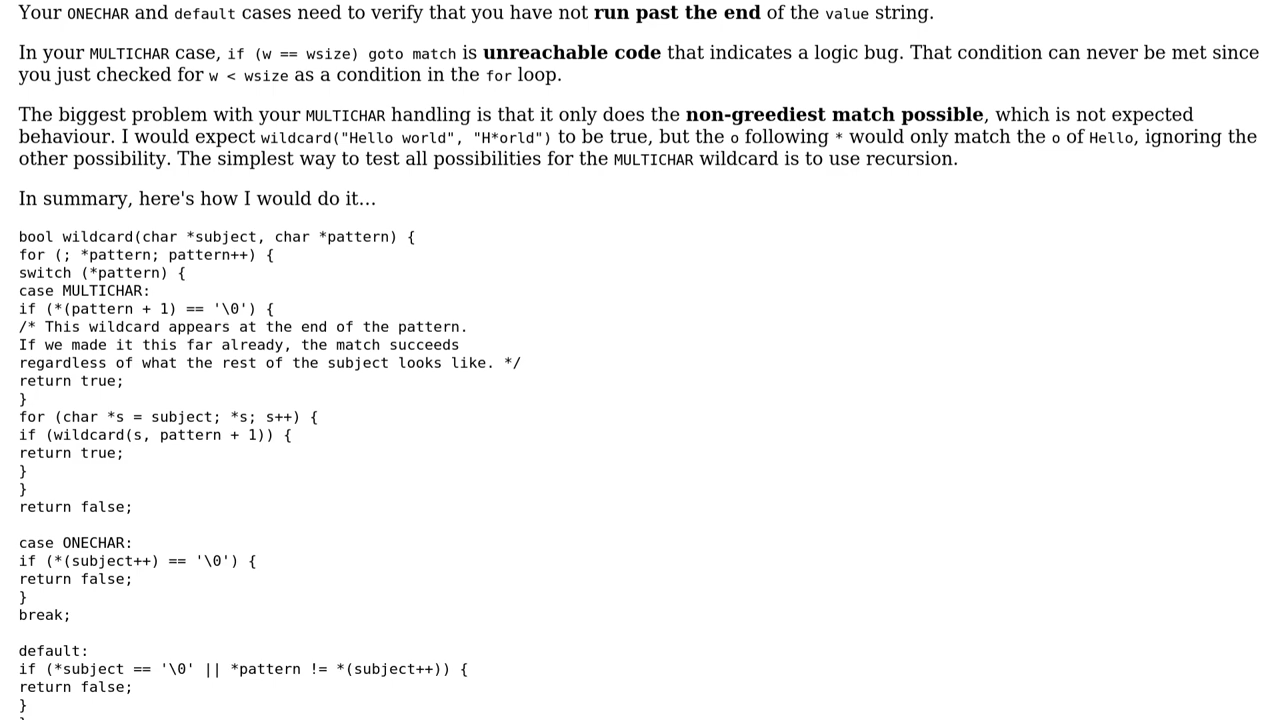 Your ONECHAR and default cases need to verify that you have not run past the end of the value string.
In your MULTICHAR case, if (w == wsize) goto match is unreachable code that indicates a logic bug. That condition can never be met since
you just checked for w < wsize as a condition in the for loop.
The biggest problem with your MULTICHAR handling is that it only does the non-greediest match possible, which is not expected
behaviour. I would expect wildcard("Hello world", "H*orld") to be true, but the o following * would only match the o of Hello, ignoring the
other possibility. The simplest way to test all possibilities for the MULTICHAR wildcard is to use recursion.
In summary, here's how I would do it…
bool wildcard(char *subject, char *pattern) {
for (; *pattern; pattern++) {
switch (*pattern) {
case MULTICHAR:
if (*(pattern + 1) == '\0') {
/* This wildcard appears at the end of the pattern.
If we made it this far already, the match succeeds
regardless of what the rest of the subject looks like. */
return true;
}
for (char *s = subject; *s; s++) {
if (wildcard(s, pattern + 1)) {
return true;
}
}
return false;
case ONECHAR:
if (*(subject++) == '\0') {
return false;
}
break;
default:
if (*subject == '\0' || *pattern != *(subject++)) {
return false;
}